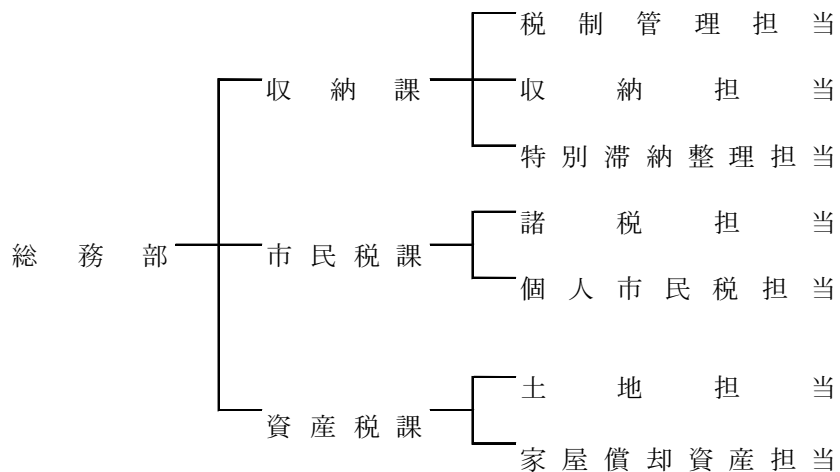 税制管理担当
収納課
収納担当
特別滞納整理担当
諸税担当
総務部
市民税課
個人市民税担当
土地担当
資産税課
家屋償却資産担当